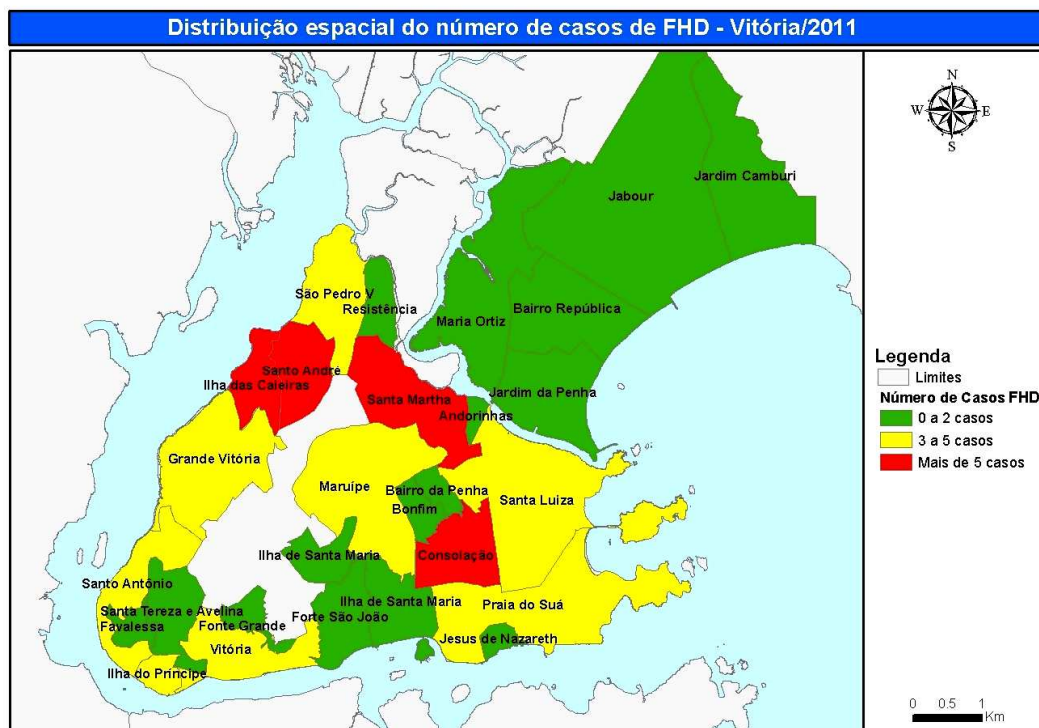 Distribuição espacial do número de casos de FHD - Vitória/2011
N
W E
S
Jardim Camburi
Jabour
São Pedro V
Resistência
Bairro República
Maria Ortiz
Santo André
Ilha das Caleiras
Santa Martha
Jardim da Penha
Andorinhas
Grande Vitória
Maruípe
Bairro da Penha
Santa Luiza
Bonfim
Ilha de Santa Maria
Consolação
Santo Antônio
Ilha de Santa Maria
Praia do Suá
Santa Tereza e Avelina
Forte São João
Favalessa
Fonte Grande
Vitória
Jesus de Nazareth
Ilha do Príncipe
Legenda
Limites
Número de Casos FHD
0 a 2 casos
3 a 5 casos
Mais de 5 casos
0 0.5 1
Km